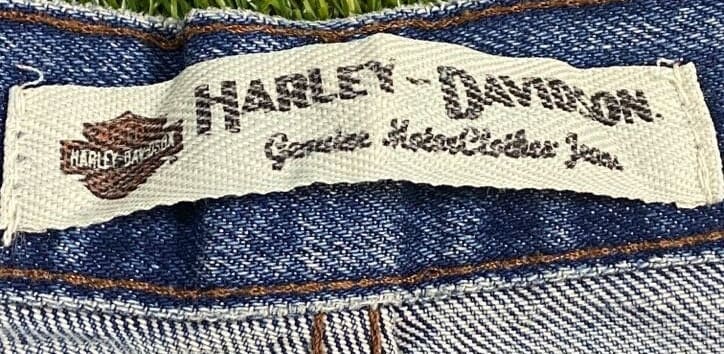 HARLEY-DAVIDSON
HARLEY-DAVIDSON.
Genuine MotorClothes Jeans